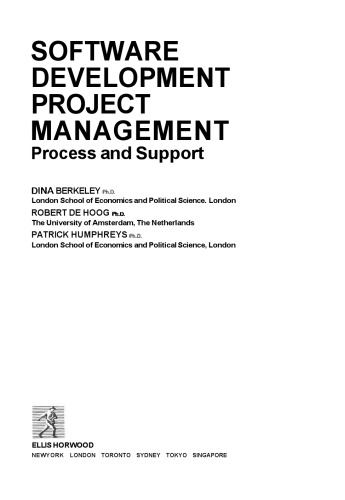 SOFTWARE
DEVELOPMENT
PROJECT
MANAGEMENT
Process and Support
DINA BERKELEY Ph.D.
London School of Economics and Political Science. London
ROBERT DE HOOG Ph.D.
The University of Amsterdam, The Netherlands
PATRICK HUMPHREYS Ph.D.
London School of Economics and Political Science, London
ELLIS HORWOOD
NEWYORK LONDON TORONTO SYDNEY TOKYO SINGAPORE